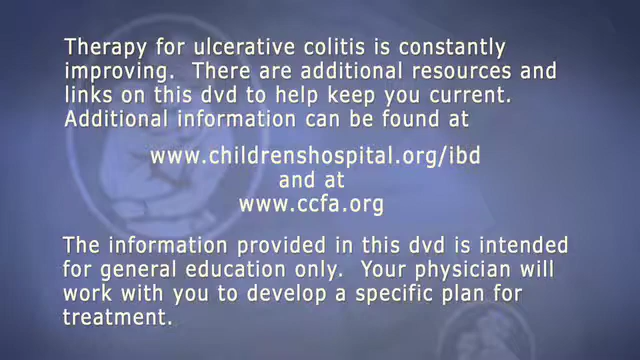 Therapy for ulcerative colitis is constantly
improving.  There are additional resources and
links on this dvd to help keep you current.
Additional information can be found at
www.childrenshospital.org/ibd
and at
www.ccfa.org
The information provided in this dvd is intended
for general education only.  Your physician will
work with you to develop a specific plan for
treatment.